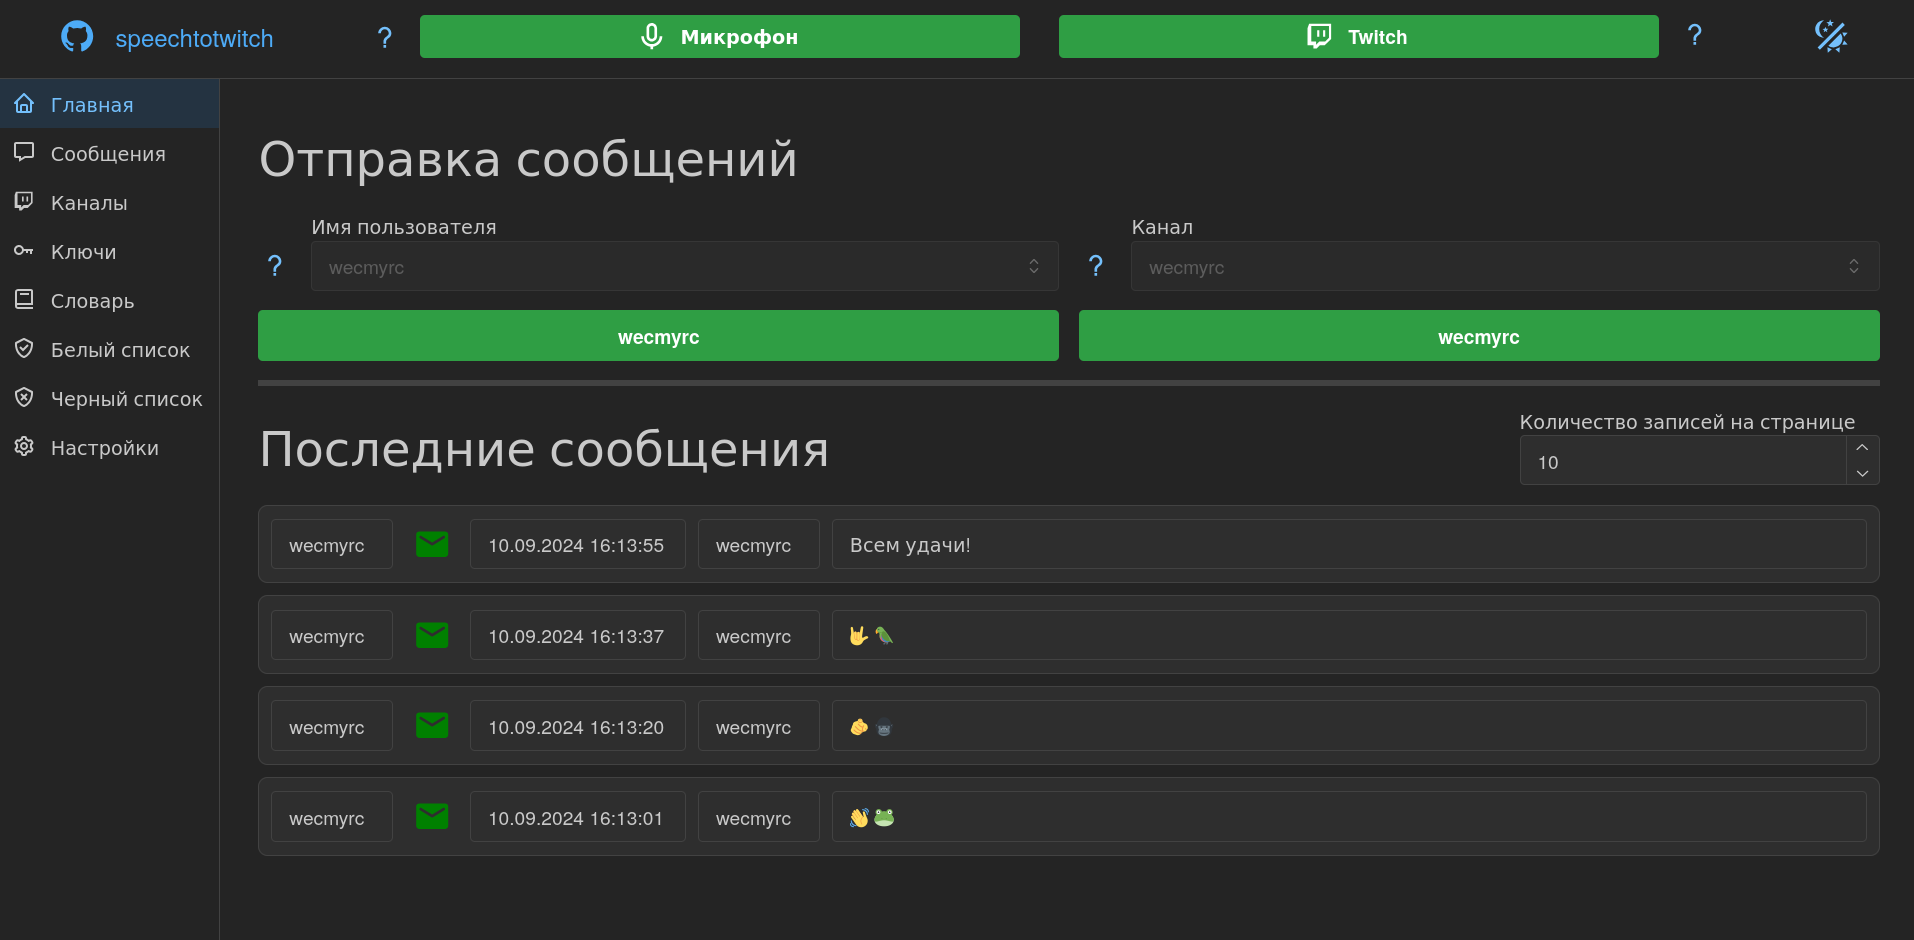 speechtotwitch
?
Микрофон
Twitch
?
Главная
Сообщения
Каналы
Ключи
Словарь
Белый список
Черный список
Настройки
Отправка сообщений
Имя пользователя
? wecmyrc
Канал
? wecmyrc
wecmyrc
wecmyrc
Последние сообщения
Количество записей на странице
10
wecmyrc 10.09.2024 16:13:55 wecmyrc Всем удачи!
wecmyrc 10.09.2024 16:13:37 wecmyrc 🤟 🦜
wecmyrc 10.09.2024 16:13:20 wecmyrc 🫵 🦍
wecmyrc 10.09.2024 16:13:01 wecmyrc 👋 🐸